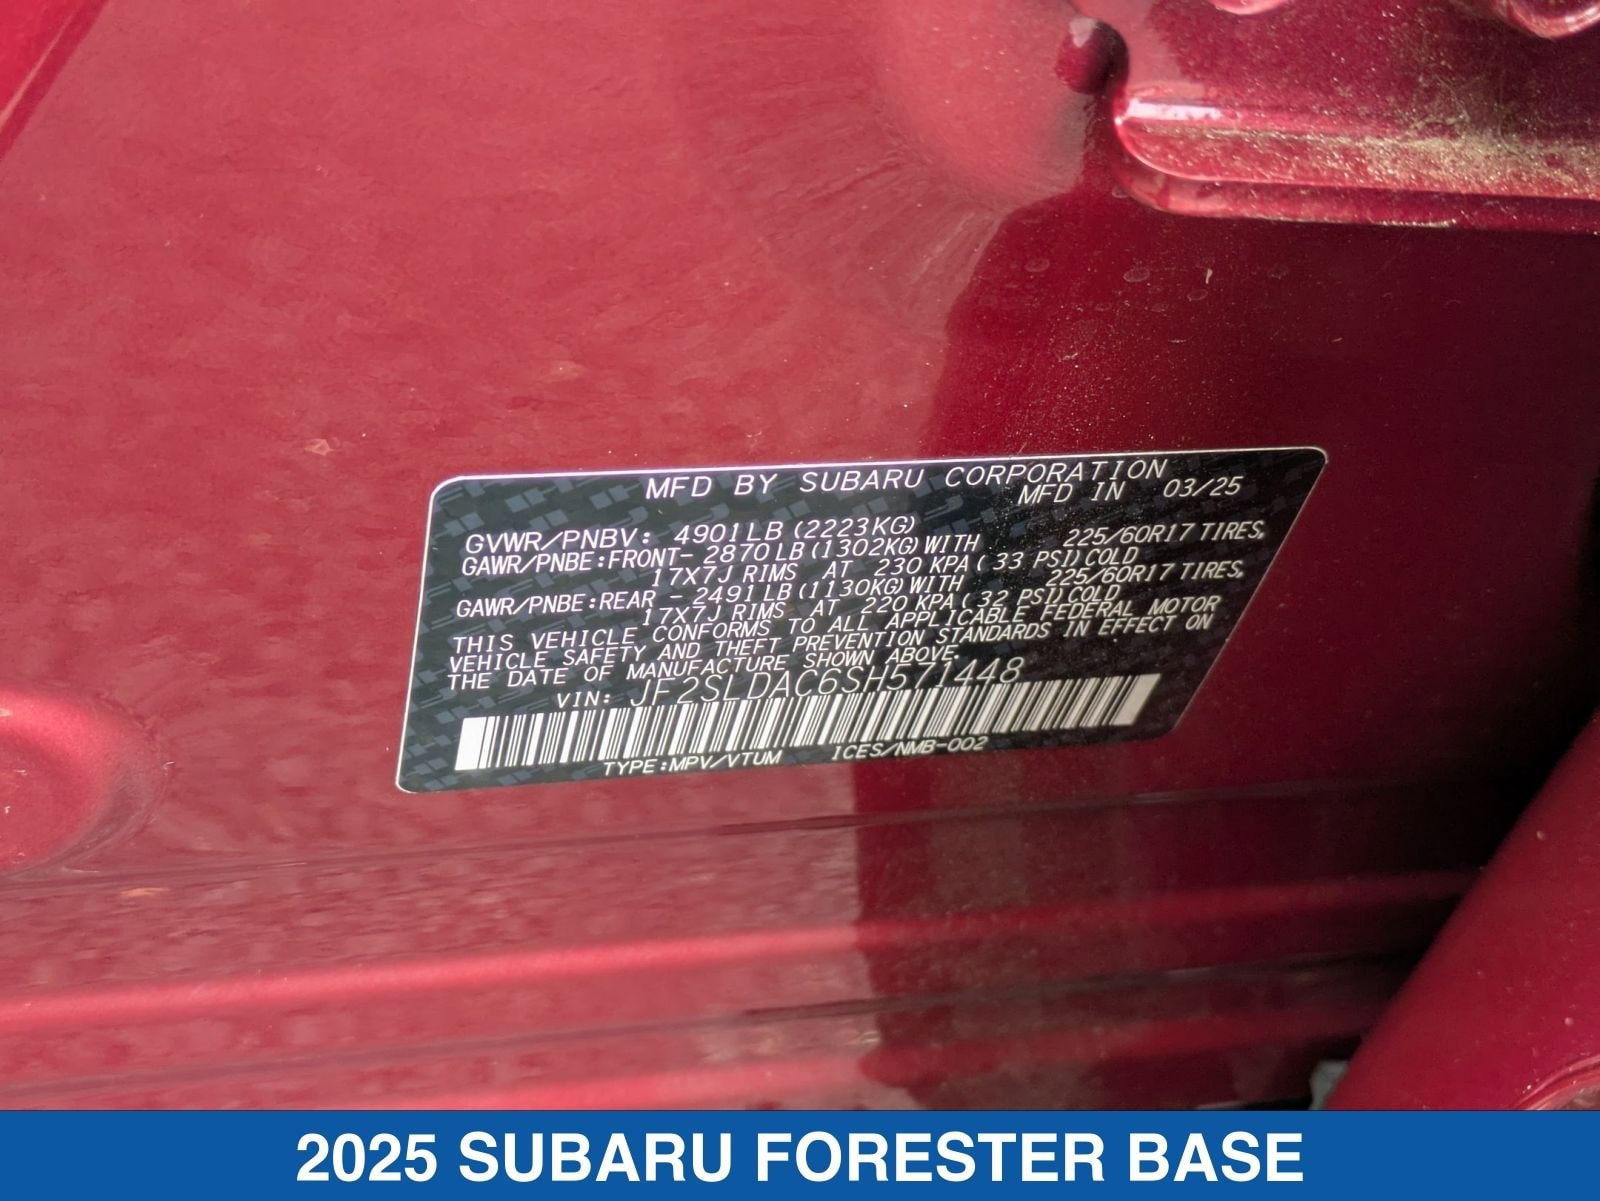 MFD BY SUBARU CORPORATION
MFD IN 03/25
GVWR/PNBV: 4901LB (2223KG)
GAWR/PNBE:FRONT- 2870LB (1302KG) WITH 225/60R17 TIRES,
17X7J RIMS AT 230 KPA( 33 PSI) COLD
GAWR/PNBE:REAR - 2491LB (1130KG) WITH 225/60R17 TIRES,
17X7J RIMS AT 220 KPA( 32 PSI) COLD
THIS VEHICLE CONFORMS TO ALL APPLICABLE FEDERAL MOTOR
VEHICLE SAFETY AND THEFT PREVENTION STANDARDS IN EFFECT ON
THE DATE OF MANUFACTURE SHOWN ABOVE.
VIN: JF2SLDAC6SH571448
TYPE:MPV/VTUM ICES/NMB-002
2025 SUBARU FORESTER BASE